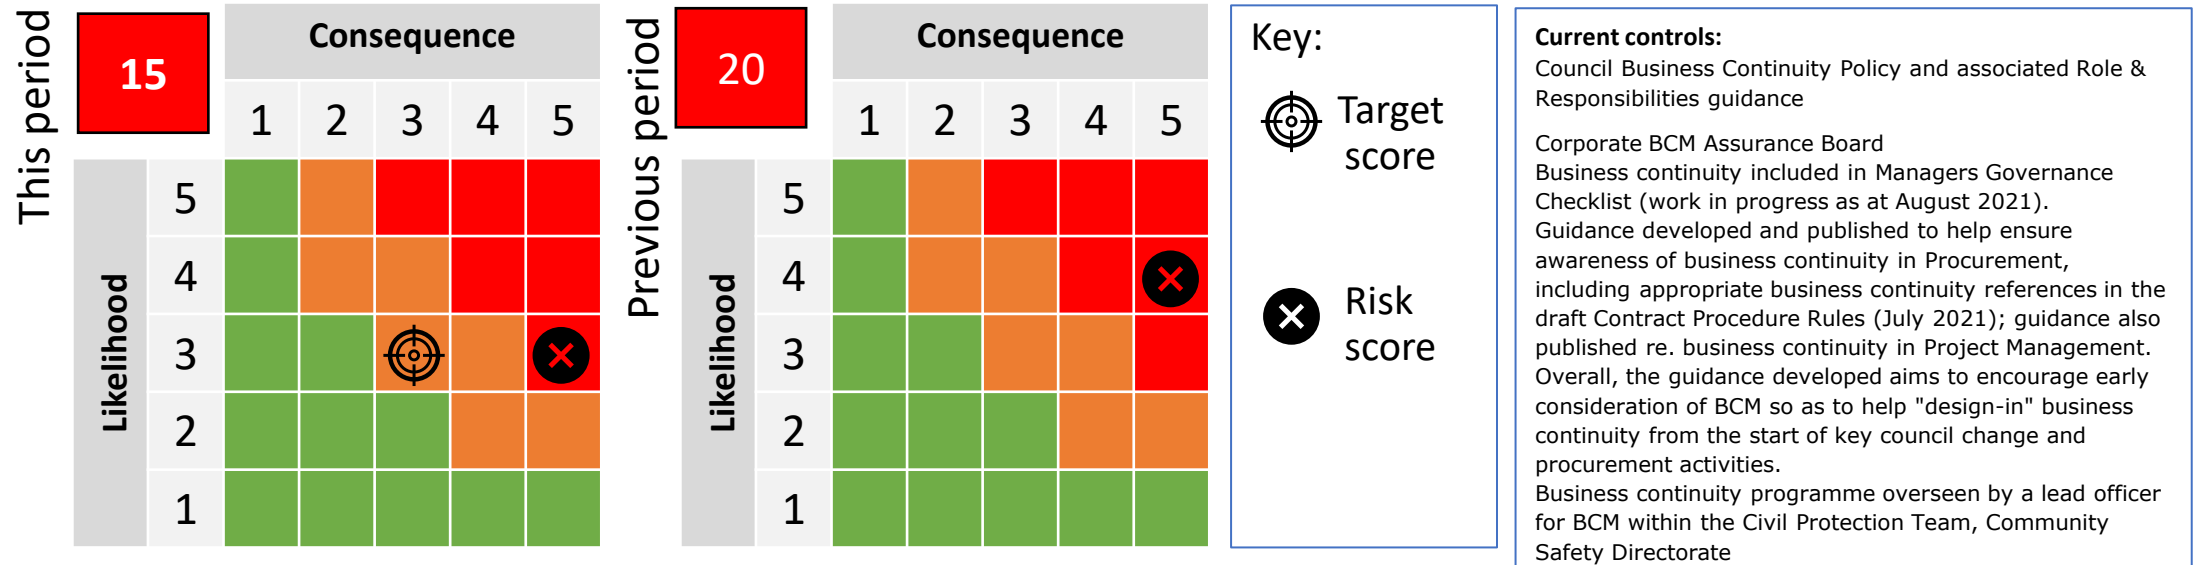 This period
15
Consequence
1 2 3 4 5
Likelihood
5
4
3
2
1
Previous period
20
Consequence
1 2 3 4 5
Likelihood
5
4
3
2
1
Key:
Target
score
Risk
score
Current controls:
Council Business Continuity Policy and associated Role &
Responsibilities guidance
Corporate BCM Assurance Board
Business continuity included in Managers Governance
Checklist (work in progress as at August 2021).
Guidance developed and published to help ensure
awareness of business continuity in Procurement,
including appropriate business continuity references in the
draft Contract Procedure Rules (July 2021); guidance also
published re. business continuity in Project Management.
Overall, the guidance developed aims to encourage early
consideration of BCM so as to help "design-in" business
continuity from the start of key council change and
procurement activities.
Business continuity programme overseen by a lead officer
for BCM within the Civil Protection Team, Community
Safety Directorate